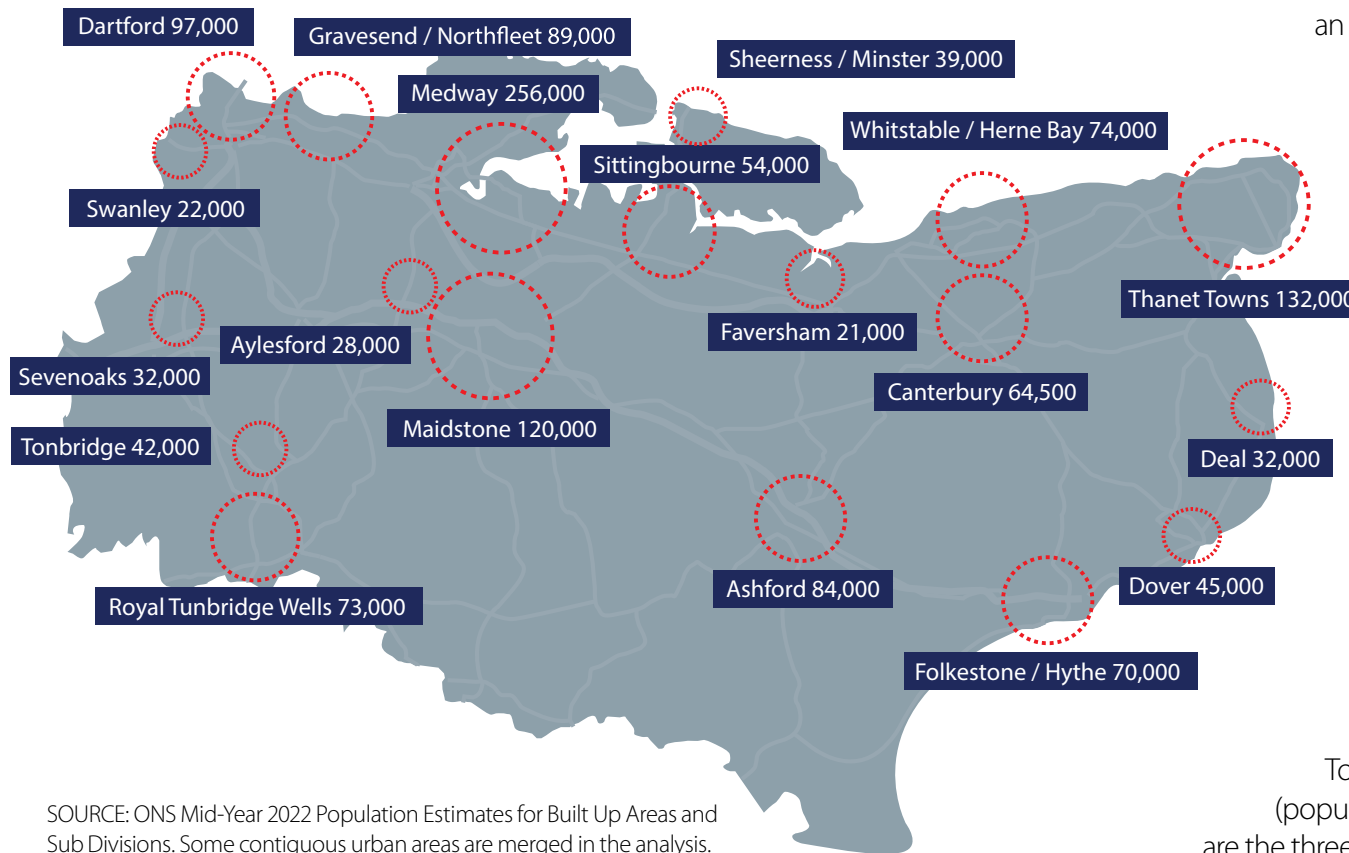 an
Dartford 97,000
Gravesend / Northfleet 89,000
Sheerness / Minster 39,000
Medway 256,000
Whitstable / Herne Bay 74,000
Sittingbourne 54,000
Swanley 22,000
Thanet Towns 132,000
Faversham 21,000
Aylesford 28,000
Sevenoaks 32,000
Canterbury 64,500
Maidstone 120,000
Tonbridge 42,000
Deal 32,000
Ashford 84,000
Dover 45,000
Royal Tunbridge Wells 73,000
Folkestone / Hythe 70,000
To
(popu
are the three
SOURCE: ONS Mid-Year 2022 Population Estimates for Built Up Areas and
Sub Divisions. Some contiguous urban areas are merged in the analysis.